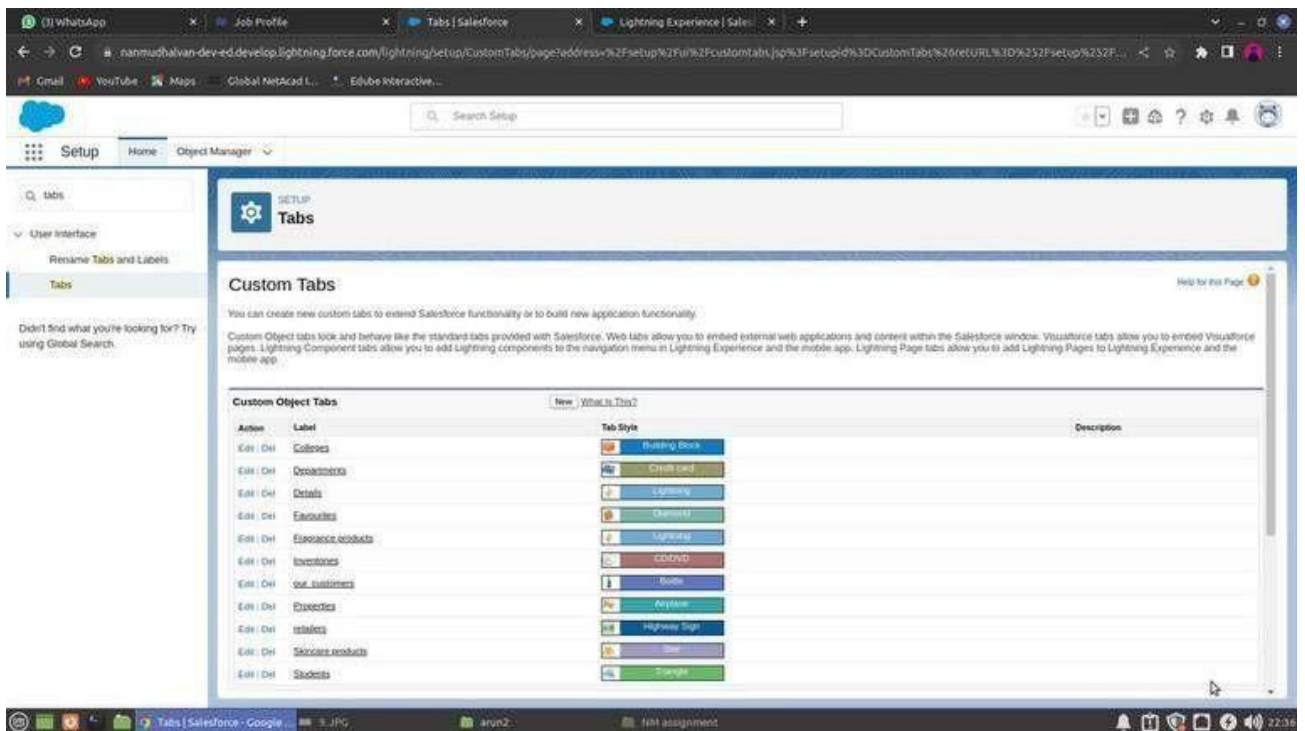 (3) WhatsApp
Job Profile
Tabs | Salesforce
Lightning Experience | Sales
nanmudhalvan-dev-ed.develop.lightning.force.com/lightning/setup/CustomTabs/page?address=%2Fsetup%2Fui%2Fcustomtabs.jsp%3Fsetupid%3DCustomTabs%26retURL%3D%252Fsetup%252F...
Gmail YouTube Maps Global NetAcad L... Edube Interactive...
Search Setup
Setup Home Object Manager
tabs
User Interface
Rename Tabs and Labels
Tabs
Didn't find what you're looking for? Try
using Global Search.
SETUP
Tabs
Custom Tabs
Help for this Page
You can create new custom tabs to extend Salesforce functionality or to build new application functionality.
Custom Object tabs look and behave like the standard tabs provided with Salesforce. Web tabs allow you to embed external web applications and content within the Salesforce window. Visualforce tabs allow you to embed Visualforce
pages. Lightning Component tabs allow you to add Lightning components to the navigation menu in Lightning Experience and the mobile app. Lightning Page tabs allow you to add Lightning Pages to Lightning Experience and the
mobile app.
Custom Object Tabs New What Is This?
Action Label Tab Style Description
Edit | Del Colleges Building Block
Edit | Del Departments Credit card
Edit | Del Details Lightning
Edit | Del Favourites Diamond
Edit | Del Fragrance products Lightning
Edit | Del Inventories CD/DVD
Edit | Del our_customers Bottle
Edit | Del Properties Airplane
Edit | Del retailers Highway Sign
Edit | Del Skincare products Star
Edit | Del Students Triangle
Tabs | Salesforce - Google ... 9.JPG arun2 NM assignment 22:36